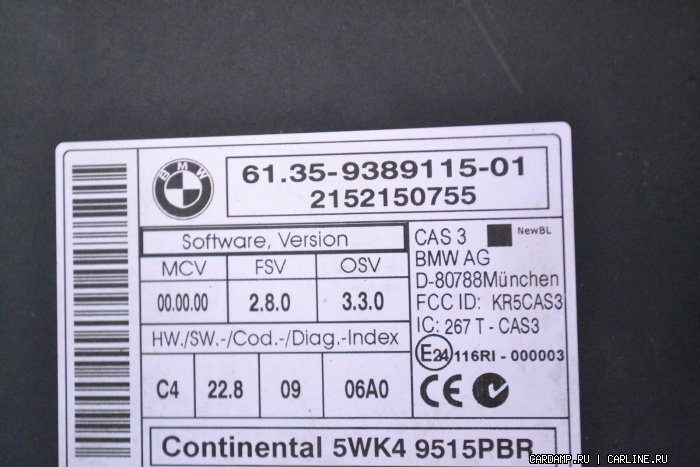 BMW
61.35-9389115-01
2152150755
Software, Version
MCV FSV OSV
00.00.00 2.8.0 3.3.0
HW./SW.-/Cod.-/Diag.-Index
C4 22.8 09 06A0
CAS 3 NewBL
BMW AG
D-80788München
FCC ID: KR5CAS3
IC: 267 T - CAS3
E24 116RI - 000003
CE
Continental 5WK4 9515PBR
CARDAMP.RU | CARLINE.RU